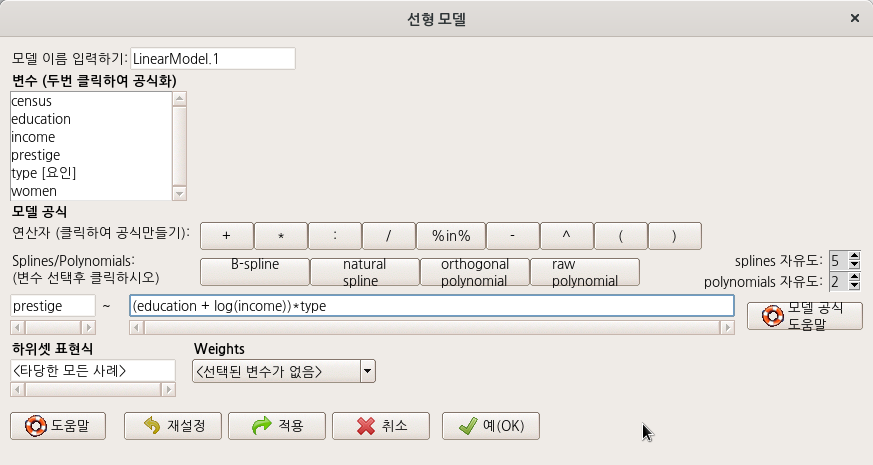 선형 모델
모델 이름 입력하기: LinearModel.1
변수 (두번 클릭하여 공식화)
census
education
income
prestige
type [요인]
women
모델 공식
연산자 (클릭하여 공식만들기): + * : / %in% - ^ ( )
Splines/Polynomials:
(변수 선택후 클릭하시오)
B-spline
natural
spline
orthogonal
polynomial
raw
polynomial
splines 자유도: 5
polynomials 자유도: 2
prestige ~ (education + log(income))*type
모델 공식
도움말
하위셋 표현식 Weights
<타당한 모든 사례> <선택된 변수가 없음>
도움말 재설정 적용 취소 예(OK)